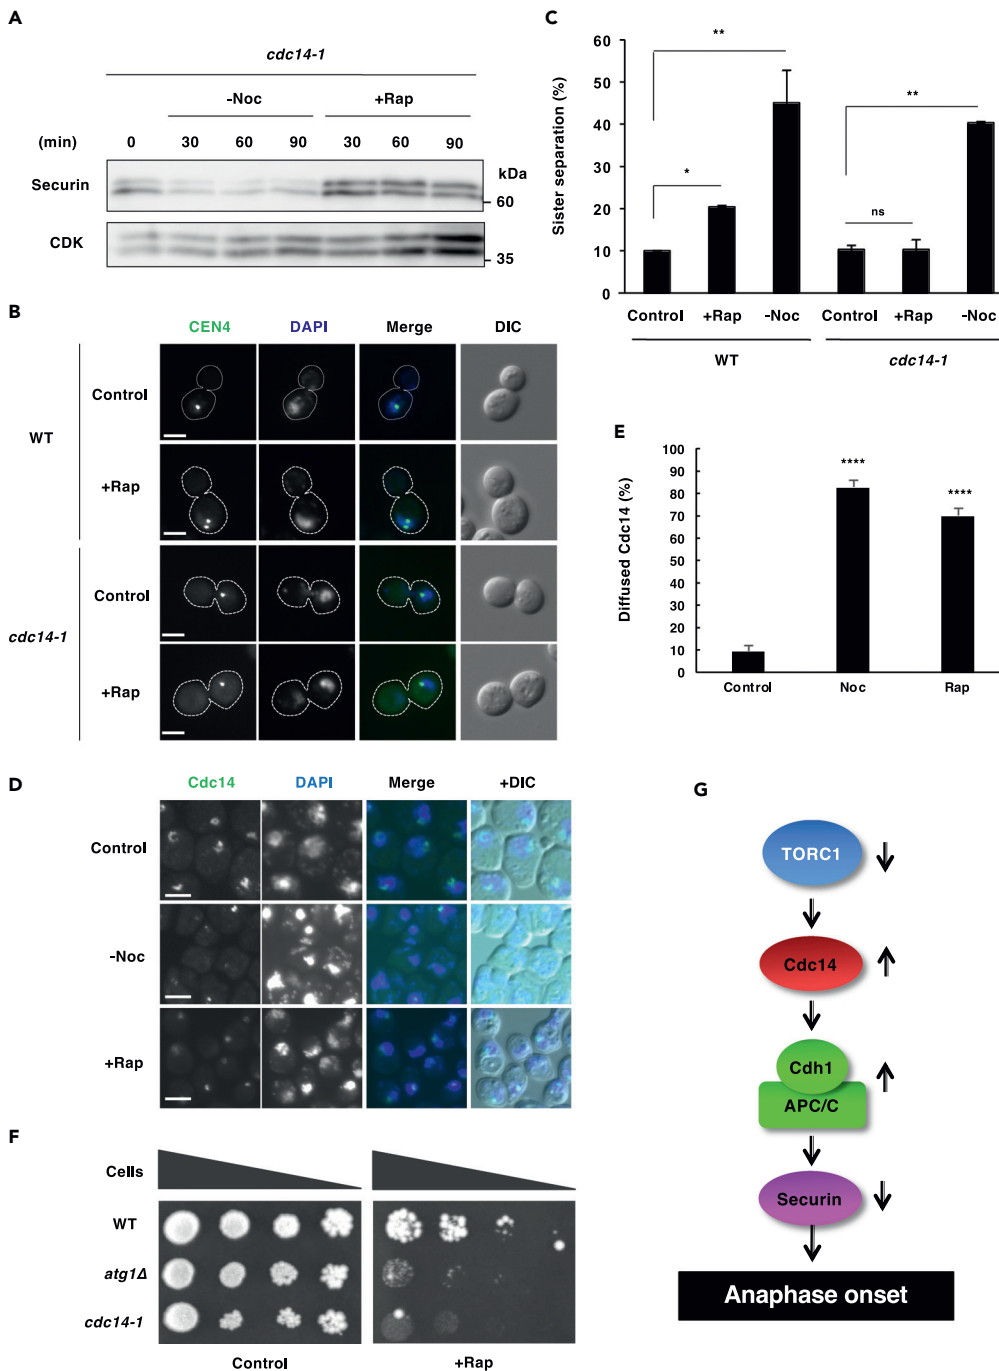 A
cdc14-1
-Noc
+Rap
(min)
0
30
60
90
30
60
90
Securin
kDa
60
CDK
35
B
CEN4
DAPI
Merge
DIC
WT
Control
+Rap
cdc14-1
Control
+Rap
C
Sister separation (%)
60
50
40
30
20
10
0
**
*
**
ns
Control
+Rap
-Noc
Control
+Rap
-Noc
WT
cdc14-1
D
Cdc14
DAPI
Merge
+DIC
Control
-Noc
+Rap
E
Diffused Cdc14 (%)
100
90
80
70
60
50
40
30
20
10
0
****
****
Control
Noc
Rap
F
Cells
WT
atg1Δ
cdc14-1
Control
+Rap
G
TORC1
Cdc14
Cdh1
APC/C
Securin
Anaphase onset